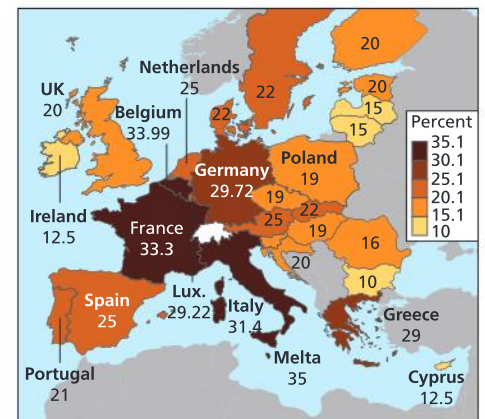 20
Netherlands
25
UK
20
22
20
Belgium
33.99
22
15
15
Percent
35.1
30.1
25.1
20.1
15.1
10
Germany
29.72
Poland
19
19
Ireland
12.5
France
33.3
25
22
19
16
20
10
Spain
25
Lux.
29.22
Italy
31.4
Greece
29
Melta
35
Portugal
21
Cyprus
12.5